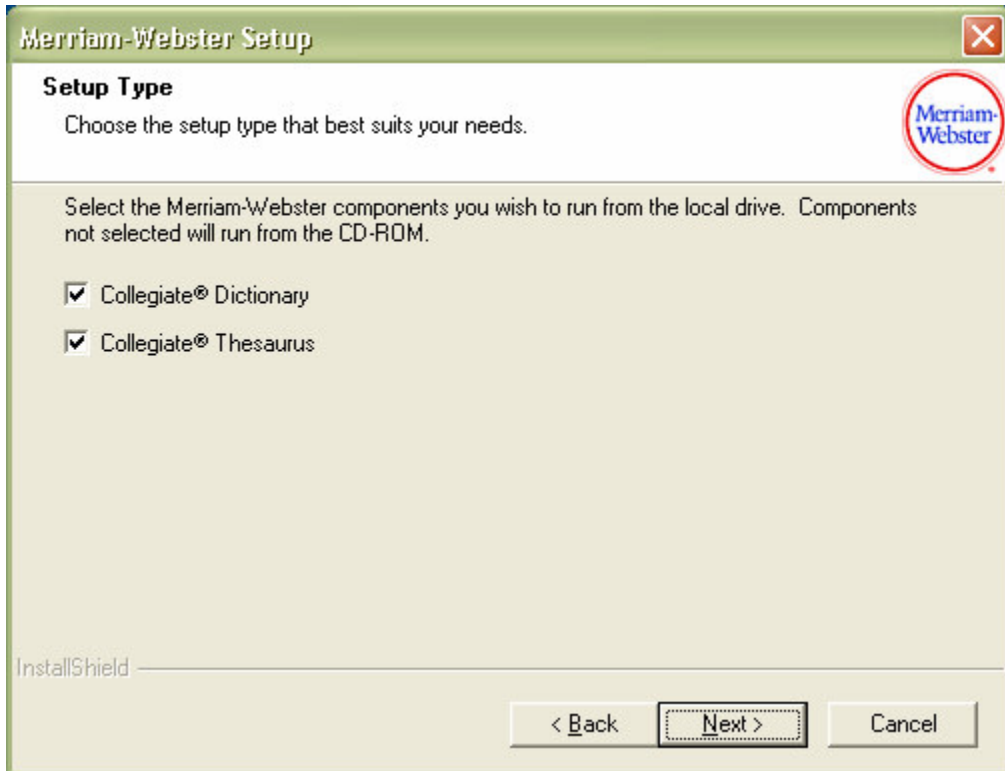 Merriam-Webster Setup
Setup Type
Choose the setup type that best suits your needs.
Merriam-
Webster
Select the Merriam-Webster components you wish to run from the local drive.  Components
not selected will run from the CD-ROM.
Collegiate® Dictionary
Collegiate® Thesaurus
InstallShield
< Back
Next >
Cancel